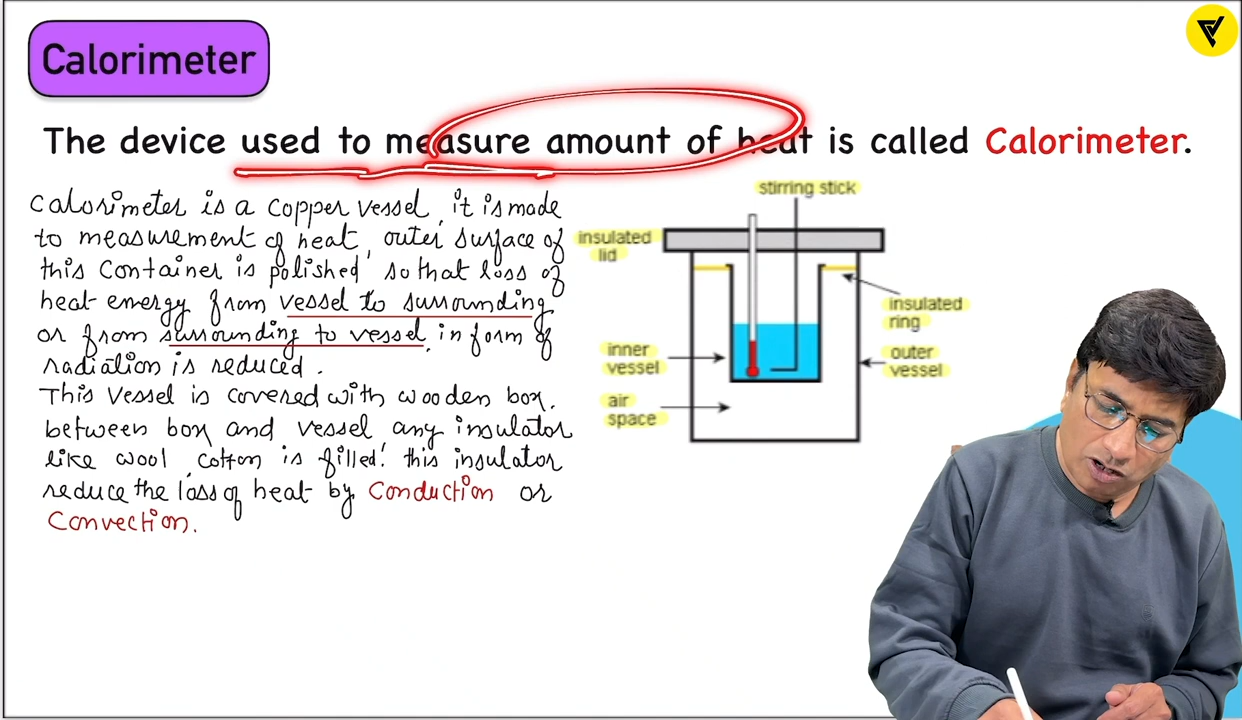 Calorimeter
The device used to measure amount of heat is called Calorimeter.
Calorimeter is a copper vessel, it is made
to measurement of heat, outer surface of
this container is polished, so that loss of
heat energy from vessel to surrounding
or from surrounding to vessel, in form of
radiation is reduced.
This vessel is covered with wooden box.
between box and vessel, any insulator
like wool, cotton is filled. this insulator
reduce the loss of heat by Conduction or
Convection.
stirring stick
insulated
lid
insulated
ring
inner
vessel
outer
vessel
air
space